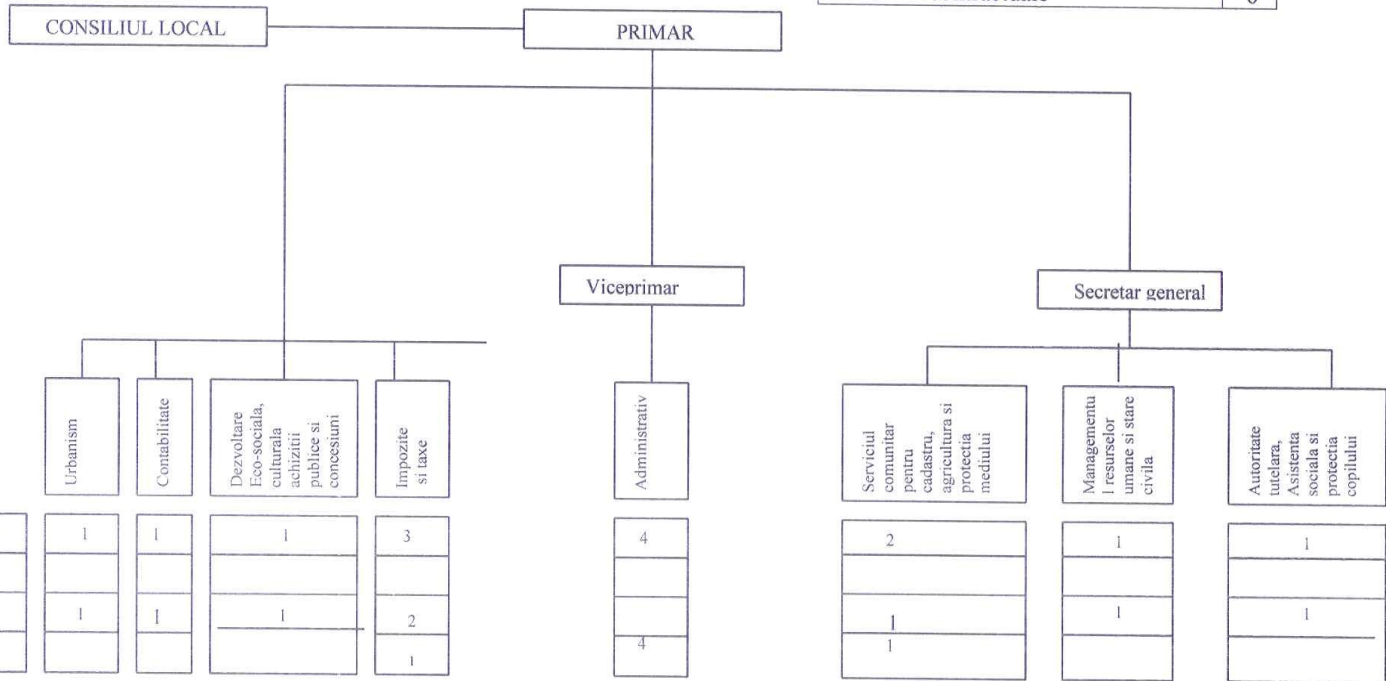 6
CONSILIUL LOCAL
PRIMAR
Viceprimar
Secretar general
Urbanism
Contabilitate
Dezvoltare
Eco-sociala,
culturala
achizitii
publice si
concesiuni
Impozite
si taxe
Administrativ
Serviciul
comunitar
pentru
cadastru,
agricultura si
protectia
mediului
Managementu
l resurselor
umane si stare
civila
Autoritate
tutelara,
Asistenta
sociala si
protectia
copilului
1 1 1 3 4 2 1 1
1 1 1 2 1 1 1
1 4 1